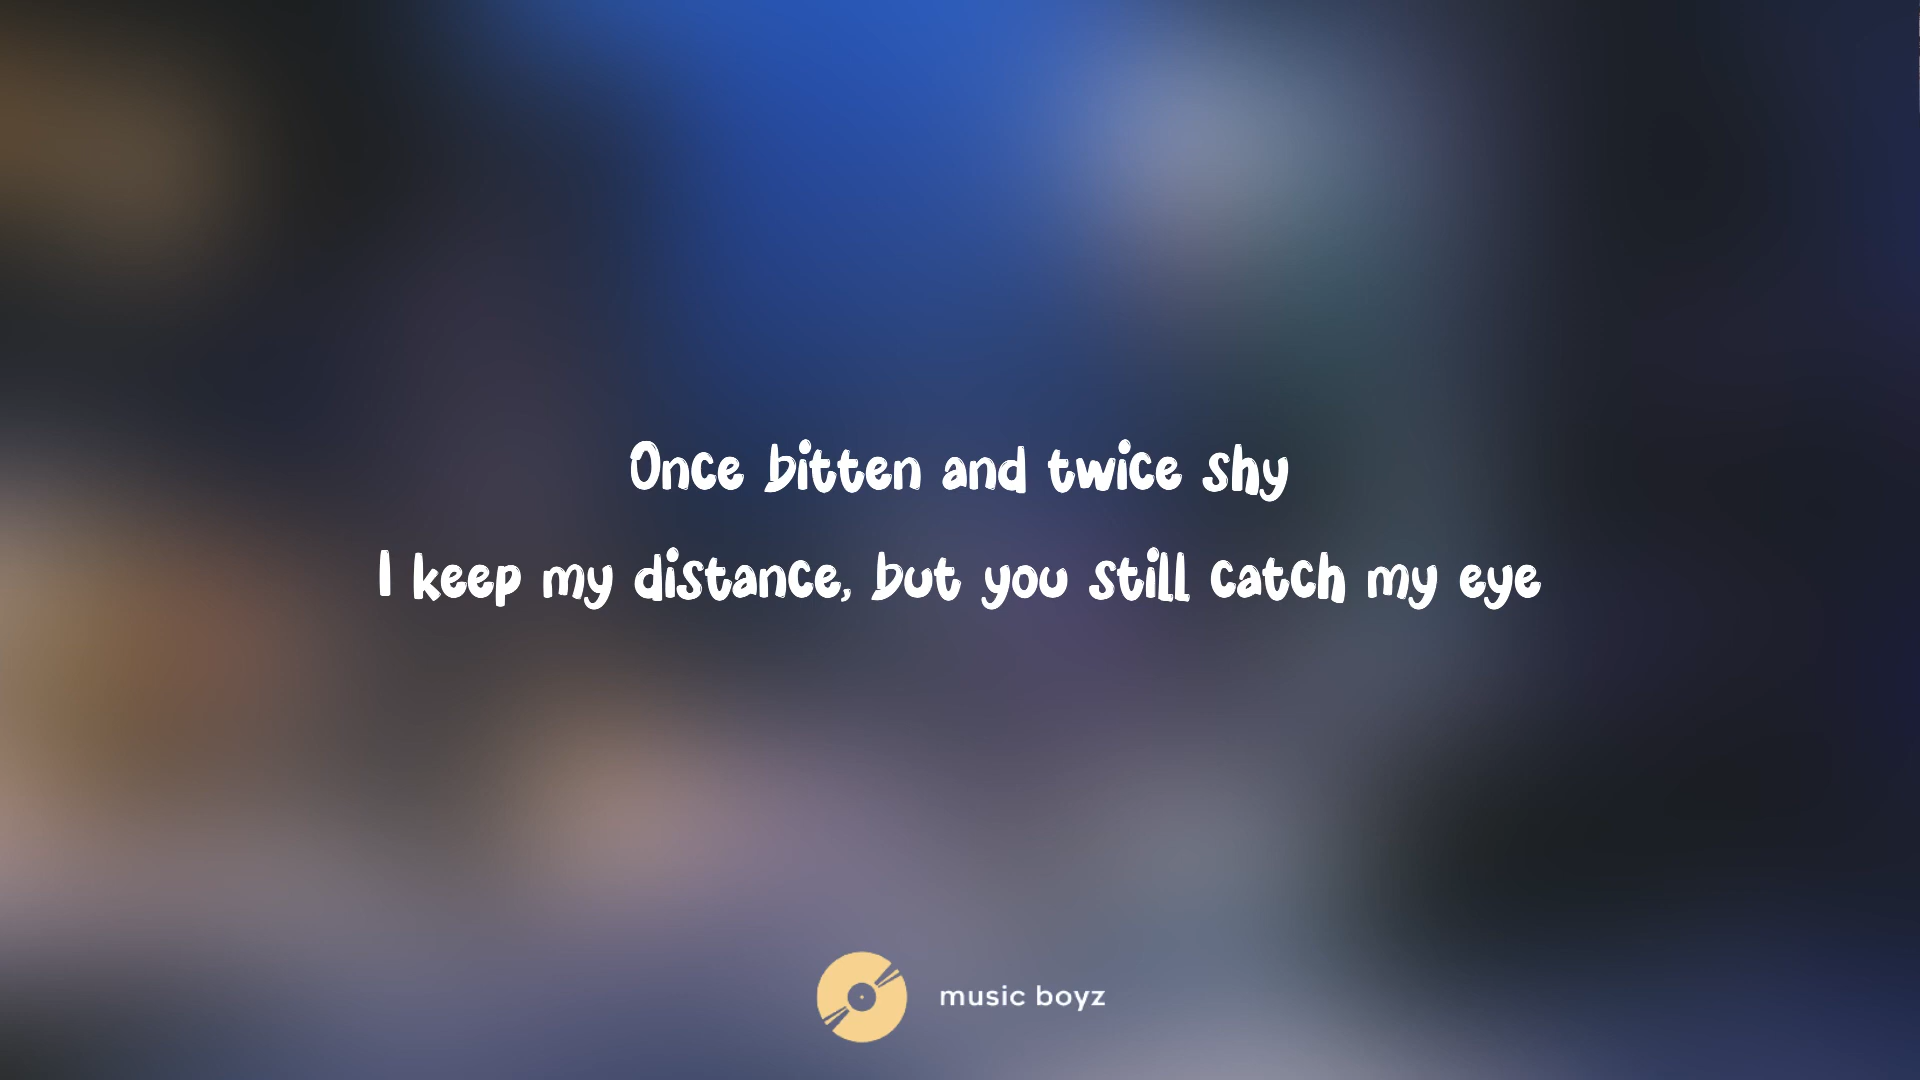 Once bitten and twice shy
I keep my distance, but you still catch my eye
music boyz